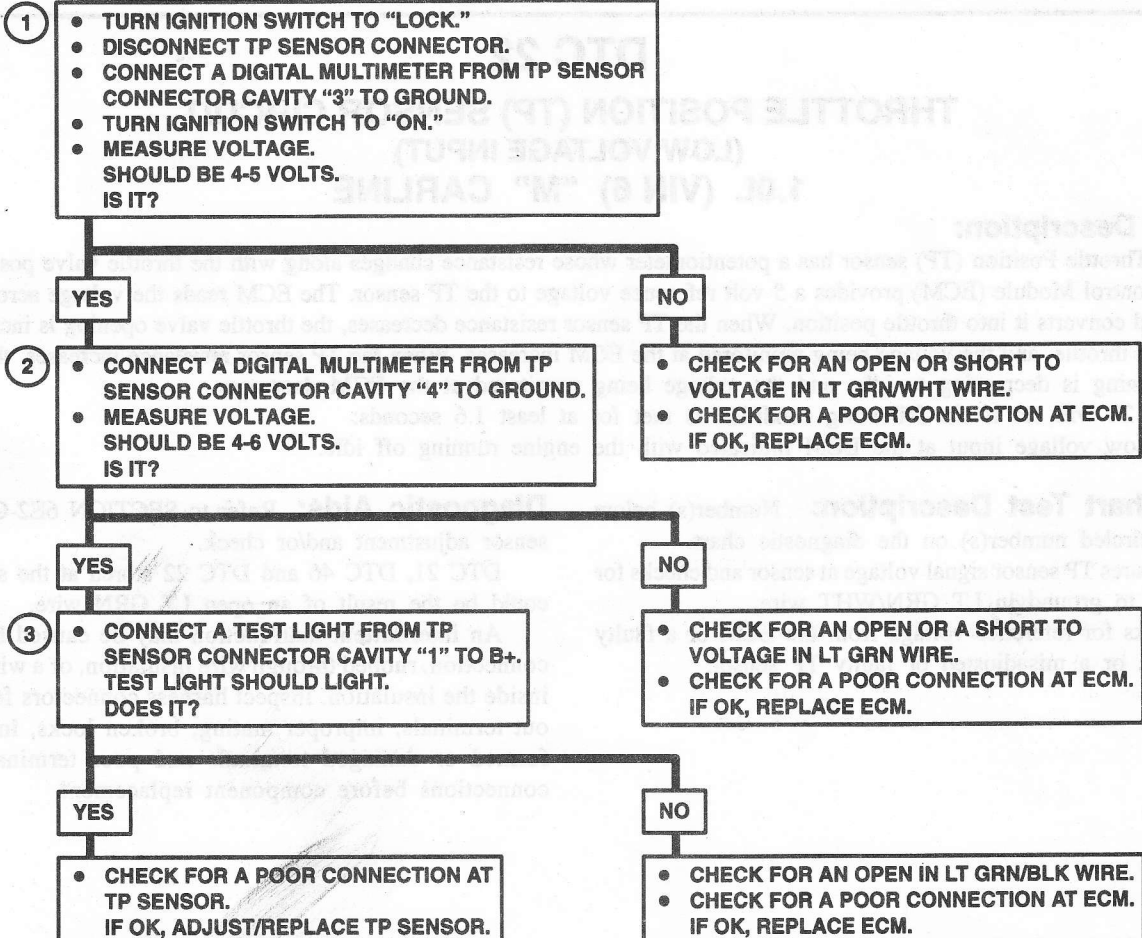 1
• TURN IGNITION SWITCH TO “LOCK.”
• DISCONNECT TP SENSOR CONNECTOR.
• CONNECT A DIGITAL MULTIMETER FROM TP SENSOR
CONNECTOR CAVITY “3” TO GROUND.
• TURN IGNITION SWITCH TO “ON.”
• MEASURE VOLTAGE.
SHOULD BE 4-5 VOLTS.
IS IT?
YES
NO
2
• CONNECT A DIGITAL MULTIMETER FROM TP
SENSOR CONNECTOR CAVITY “4” TO GROUND.
• MEASURE VOLTAGE.
SHOULD BE 4-6 VOLTS.
IS IT?
• CHECK FOR AN OPEN OR SHORT TO
VOLTAGE IN LT GRN/WHT WIRE.
• CHECK FOR A POOR CONNECTION AT ECM.
IF OK, REPLACE ECM.
YES
NO
3
• CONNECT A TEST LIGHT FROM TP
SENSOR CONNECTOR CAVITY “1” TO B+.
TEST LIGHT SHOULD LIGHT.
DOES IT?
• CHECK FOR AN OPEN OR A SHORT TO
VOLTAGE IN LT GRN WIRE.
• CHECK FOR A POOR CONNECTION AT ECM.
IF OK, REPLACE ECM.
YES
NO
• CHECK FOR A POOR CONNECTION AT
TP SENSOR.
IF OK, ADJUST/REPLACE TP SENSOR.
• CHECK FOR AN OPEN IN LT GRN/BLK WIRE.
• CHECK FOR A POOR CONNECTION AT ECM.
IF OK, REPLACE ECM.